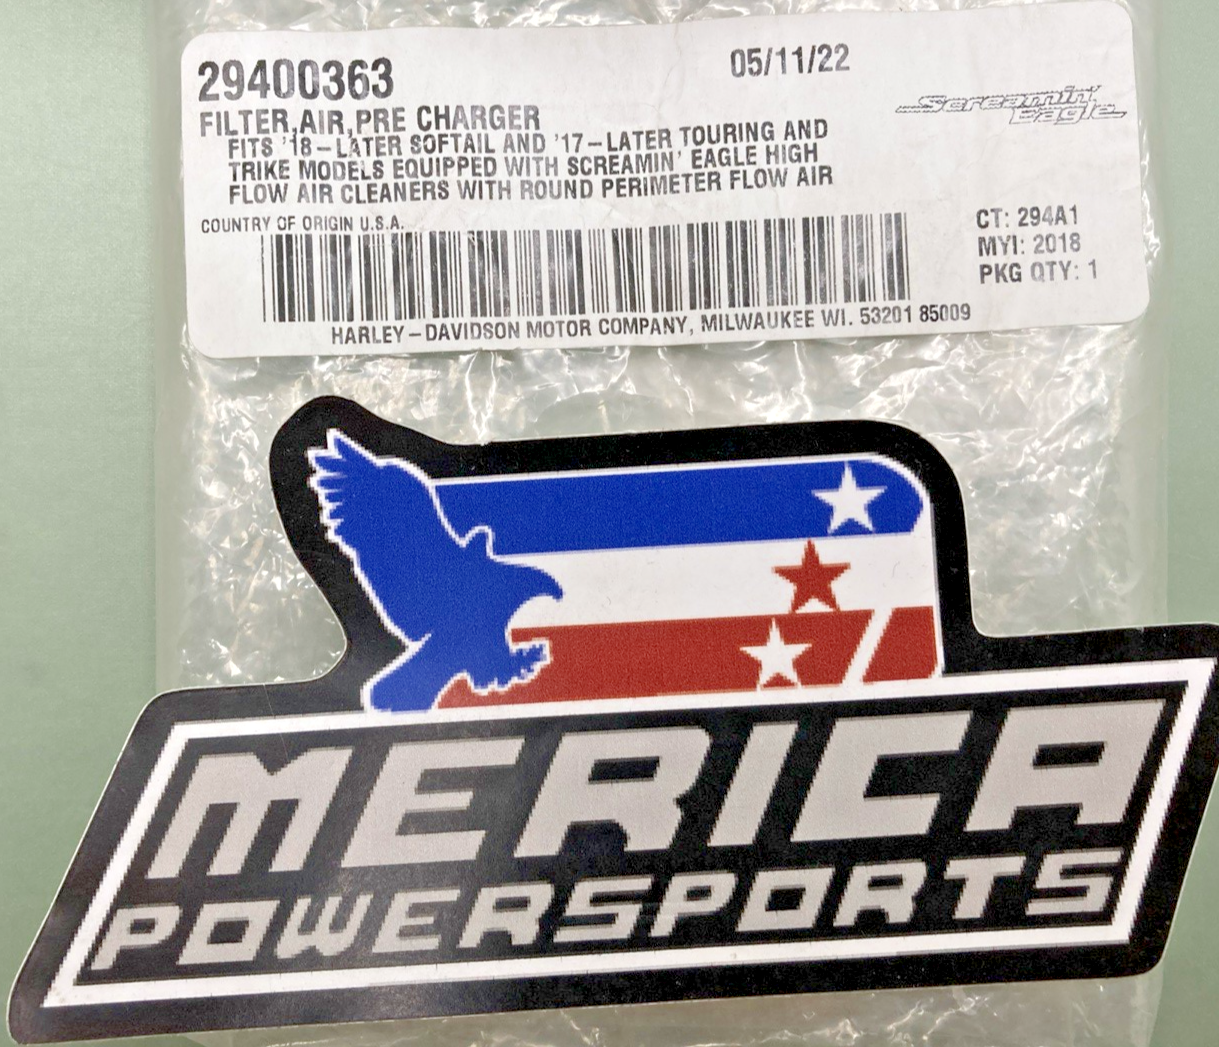 29400363
05/11/22
FILTER,AIR,PRE CHARGER
FITS '18-LATER SOFTAIL AND '17-LATER TOURING AND
TRIKE MODELS EQUIPPED WITH SCREAMIN' EAGLE HIGH
FLOW AIR CLEANERS WITH ROUND PERIMETER FLOW AIR
Screamin'
Eagle
COUNTRY OF ORIGIN U.S.A.
CT: 294A1
MYI: 2018
PKG QTY: 1
HARLEY-DAVIDSON MOTOR COMPANY, MILWAUKEE WI. 53201 85009
MERICA
POWERSPORTS